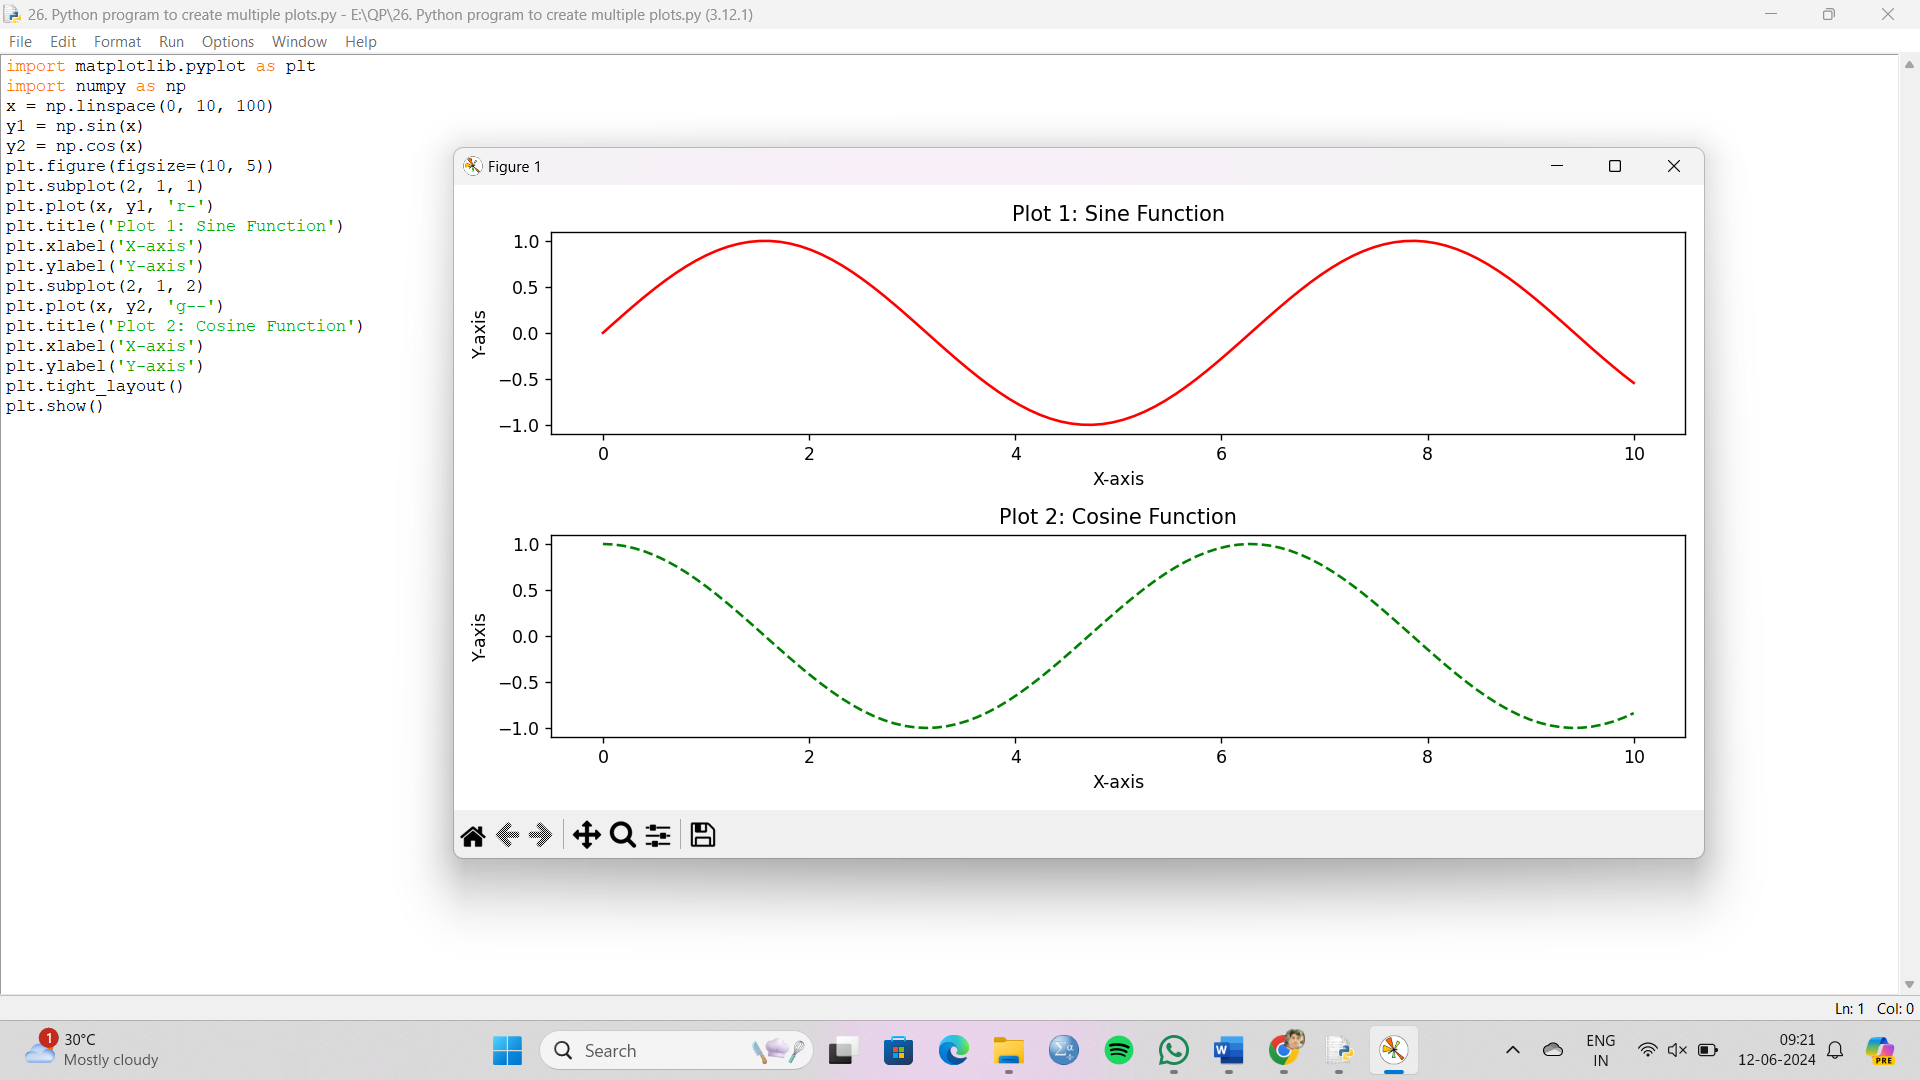 26. Python program to create multiple plots.py - E:\QP\26. Python program to create multiple plots.py (3.12.1)
File Edit Format Run Options Window Help
import matplotlib.pyplot as plt
import numpy as np
x = np.linspace(0, 10, 100)
y1 = np.sin(x)
y2 = np.cos(x)
plt.figure(figsize=(10, 5))
plt.subplot(2, 1, 1)
plt.plot(x, y1, 'r-')
plt.title('Plot 1: Sine Function')
plt.xlabel('X-axis')
plt.ylabel('Y-axis')
plt.subplot(2, 1, 2)
plt.plot(x, y2, 'g--')
plt.title('Plot 2: Cosine Function')
plt.xlabel('X-axis')
plt.ylabel('Y-axis')
plt.tight_layout()
plt.show()
Figure 1
Plot 1: Sine Function
1.0
0.5
0.0
−0.5
−1.0
Y-axis
0 2 4 6 8 10
X-axis
Plot 2: Cosine Function
1.0
0.5
0.0
−0.5
−1.0
Y-axis
0 2 4 6 8 10
X-axis
Ln: 1 Col: 0
1
30°C
Mostly cloudy
Search
Σα
W
ENG
IN
09:21
12-06-2024
PRE